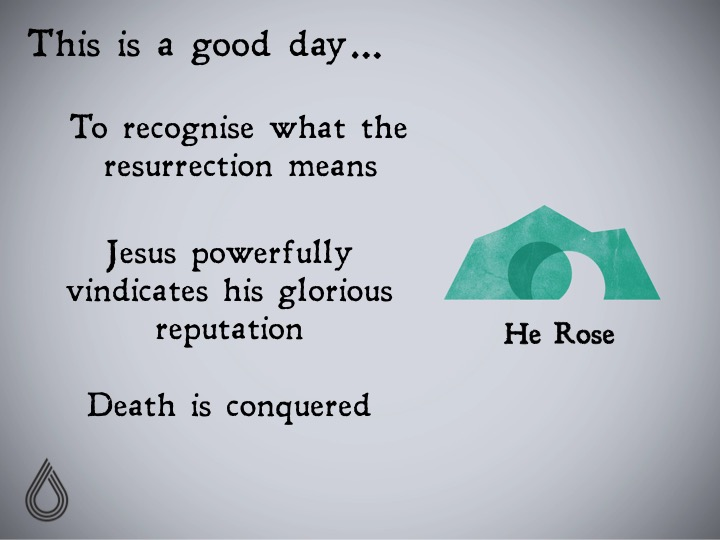 This is a good day...
To recognise what the
resurrection means
Jesus powerfully
vindicates his glorious
reputation
He Rose
Death is conquered